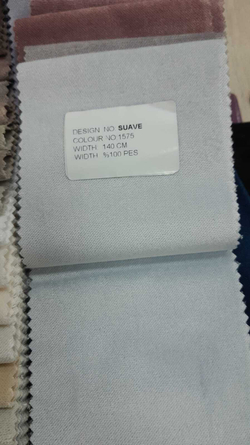 DESIGN NO SUAVE
COLOUR NO 1575
WIDTH 140 CM
WIDTH %100 PES